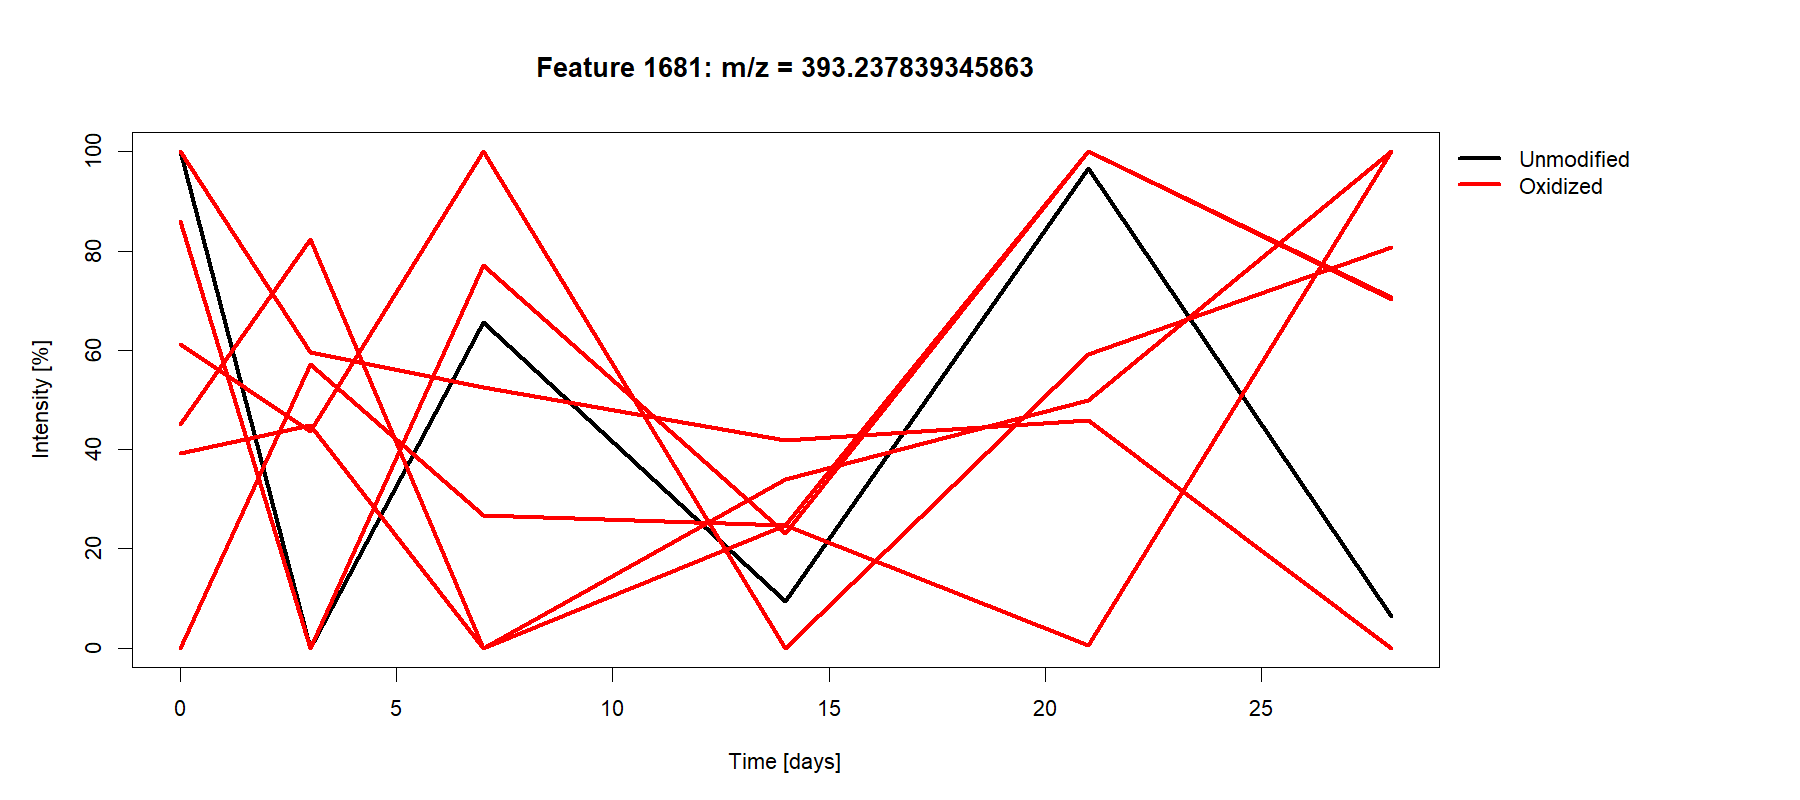 Feature 1681: m/z = 393.237839345863
Unmodified
Oxidized
Intensity [%]
100
80
60
40
20
0
0 5 10 15 20 25
Time [days]